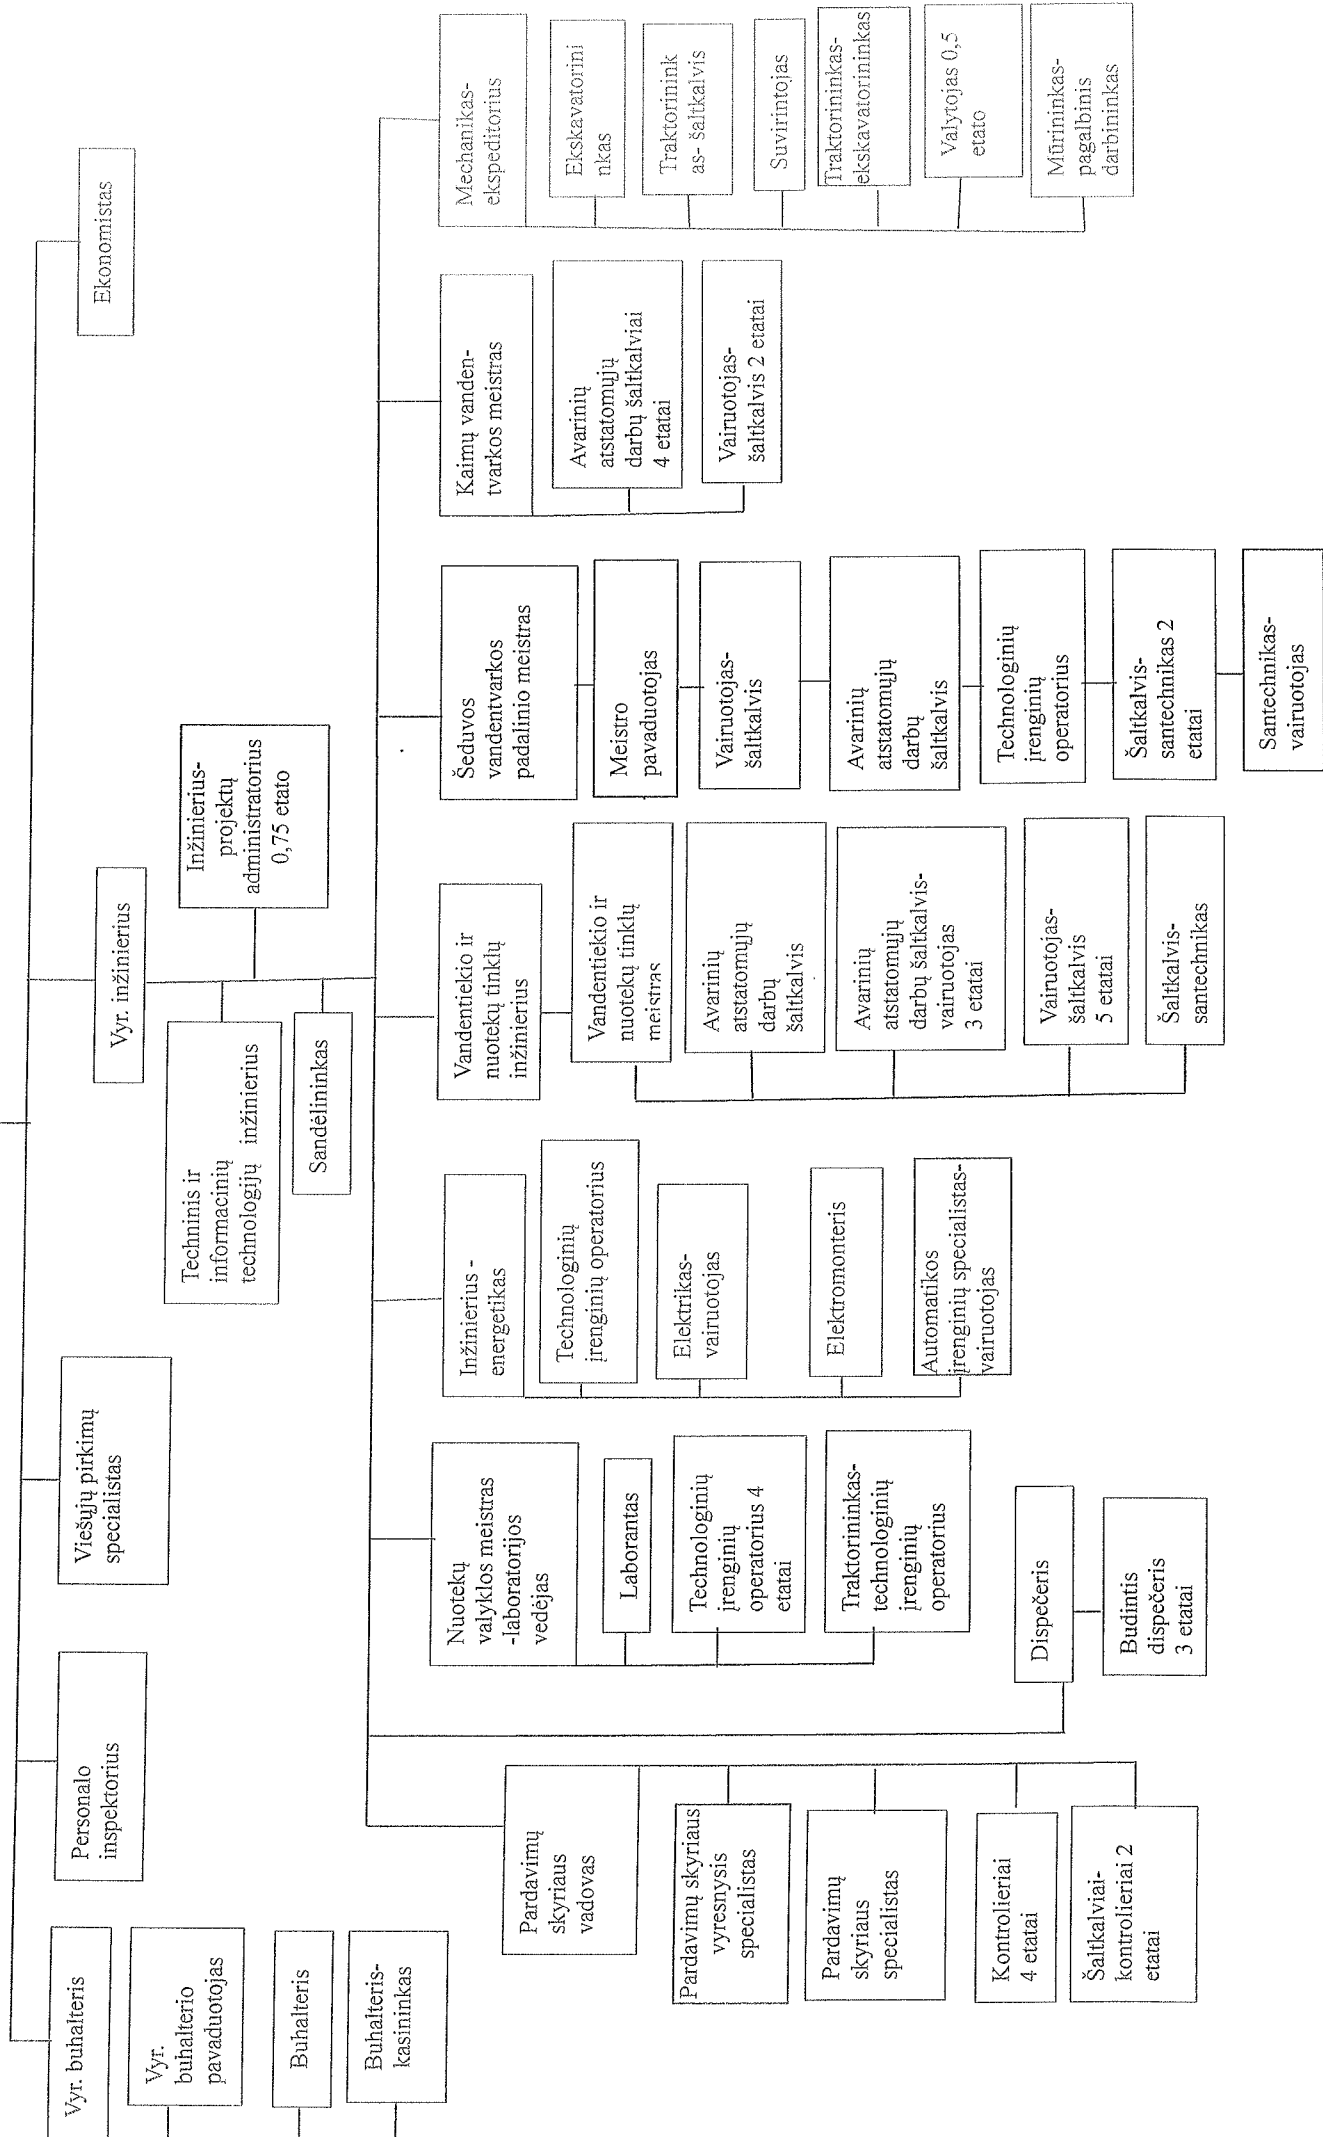 Vyr. buhalteris
Vyr.
buhalterio
pavaduotojas
Buhalteris
Buhalteris-
kasininkas
Personalo
inspektorius
Viešųjų pirkimų
specialistas
Vyr. inžinierius
Ekonomistas
Techninis ir
informacinių
technologijų inžinierius
Inžinierius-
projektų
administratorius
0,75 etato
Sandėlininkas
Pardavimų
skyriaus
vadovas
Pardavimų skyriaus
vyresnysis
specialistas
Pardavimų
skyriaus
specialistas
Kontrolieriai
4 etatai
Šaltkalviai-
kontrolieriai 2
etatai
Dispečeris
Budintis
dispečeris
3 etatai
Nuotekų
valyklos meistras
-laboratorijos
vedėjas
Laborantas
Technologinių
įrenginių
operatorius 4
etatai
Traktorininkas-
technologinių
įrenginių
operatorius
Inžinierius -
energetikas
Technologinių
įrenginių operatorius
Elektrikas-
vairuotojas
Elektromonteris
Automatikos
įrenginių specialistas-
vairuotojas
Vandentiekio ir
nuotekų tinklų
inžinierius
Vandentiekio ir
nuotekų tinklų
meistras
Avarinių
atstatomųjų
darbų
šaltkalvis
Avarinių
atstatomųjų
darbų šaltkalvis-
vairuotojas
3 etatai
Vairuotojas-
šaltkalvis
5 etatai
Šaltkalvis-
santechnikas
Šeduvos
vandentvarkos
padalinio meistras
Meistro
pavaduotojas
Vairuotojas-
šaltkalvis
Avarinių
atstatomųjų
darbų
šaltkalvis
Technologinių
įrenginių
operatorius
Šaltkalvis-
santechnikas 2
etatai
Santechnikas-
vairuotojas
Kaimų vanden-
tvarkos meistras
Avarinių
atstatomųjų
darbų šaltkalviai
4 etatai
Vairuotojas-
šaltkalvis 2 etatai
Mechanikas-
ekspeditorius
Ekskavatorini
nkas
Traktorinink
as- šaltkalvis
Suvirintojas
Traktorininkas-
ekskavatorininkas
Valytojas 0,5
etato
Mūrininkas-
pagalbinis
darbininkas